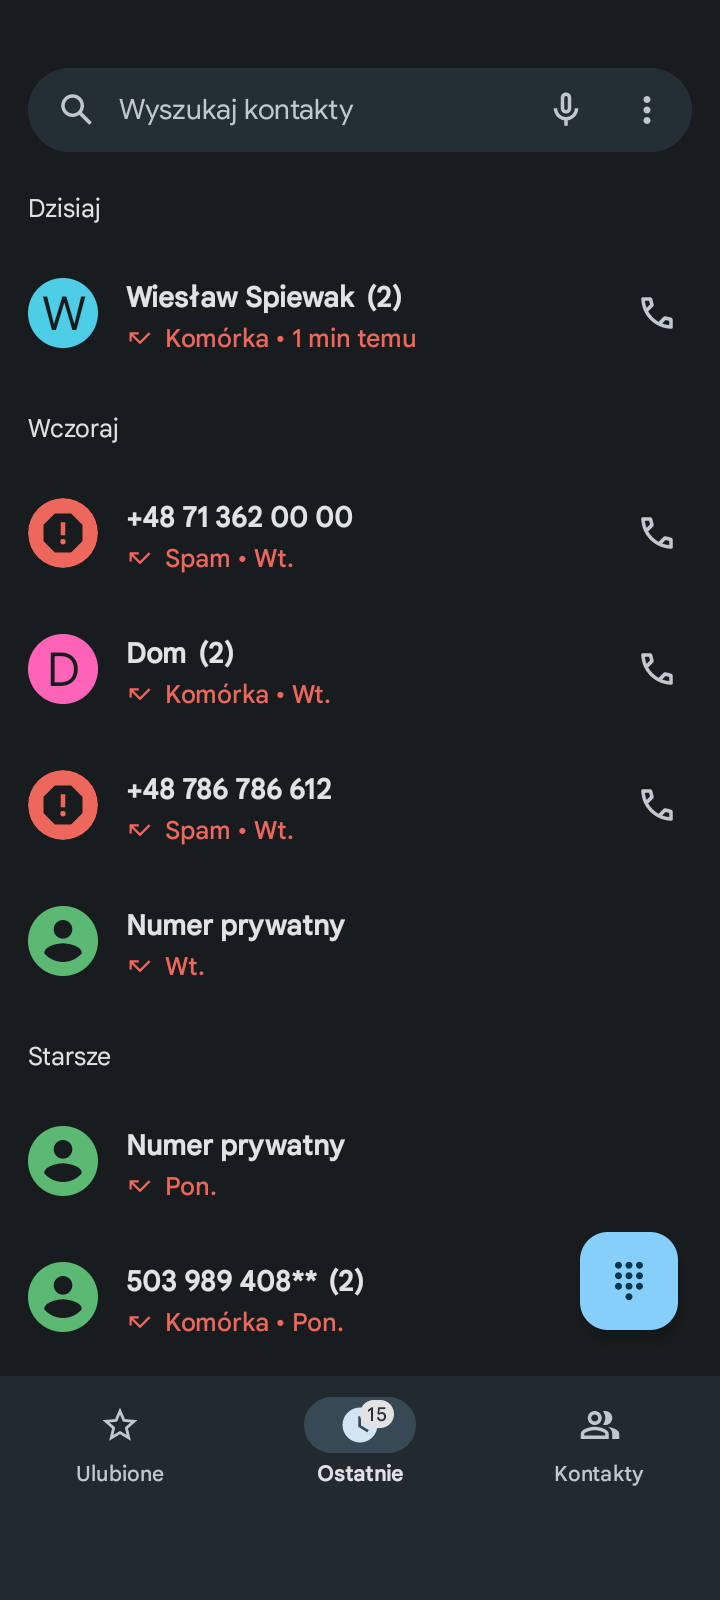 Wyszukaj kontakty
Dzisiaj
W
Wiesław Spiewak (2)
Komórka • 1 min temu
Wczoraj
+48 71 362 00 00
Spam • Wt.
D
Dom (2)
Komórka • Wt.
+48 786 786 612
Spam • Wt.
Numer prywatny
Wt.
Starsze
Numer prywatny
Pon.
503 989 408** (2)
Komórka • Pon.
15
Ulubione
Ostatnie
Kontakty